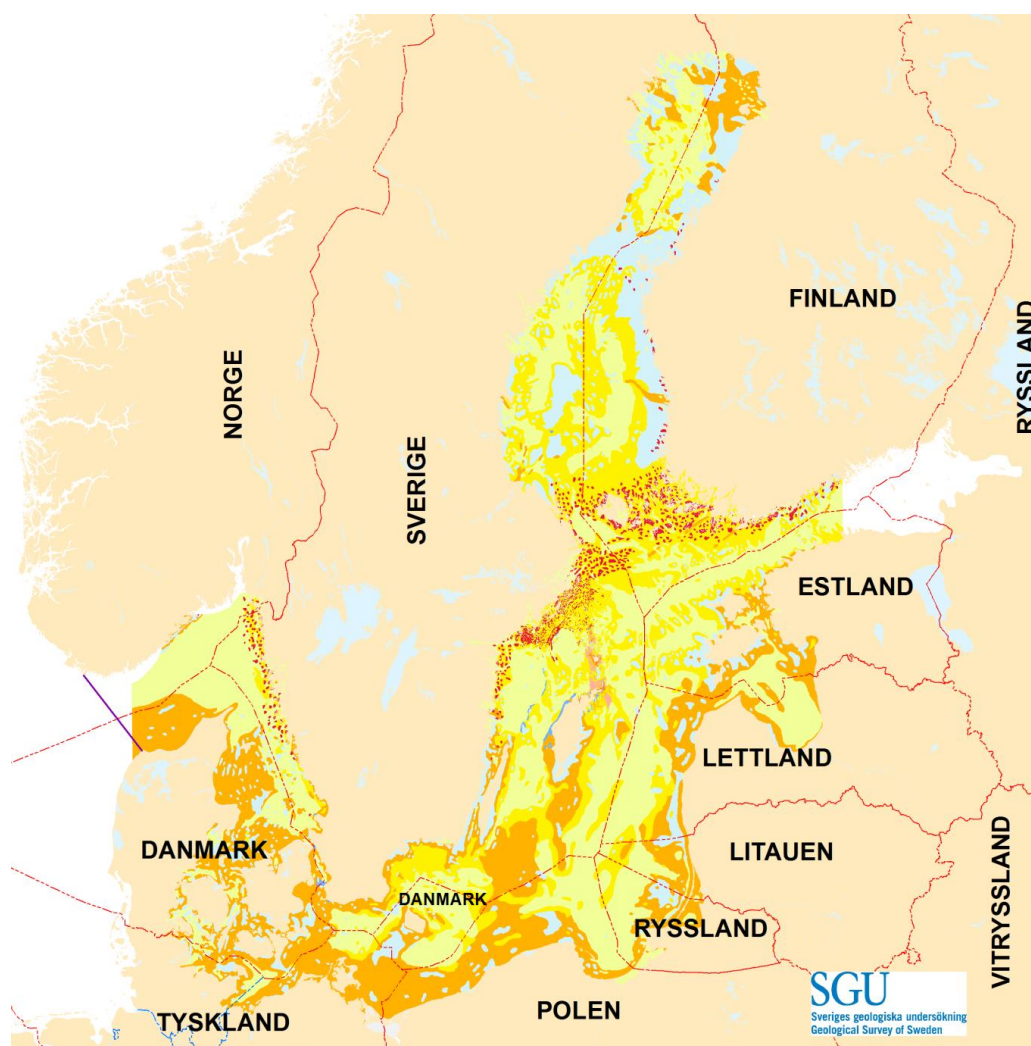 FINLAND
RYSSLAND
NORGE
SVERIGE
ESTLAND
LETTLAND
DANMARK
LITAUEN
DANMARK
RYSSLAND
VITRYSSLAND
POLEN
TYSKLAND
SGU
Sveriges geologiska undersökning
Geological Survey of Sweden